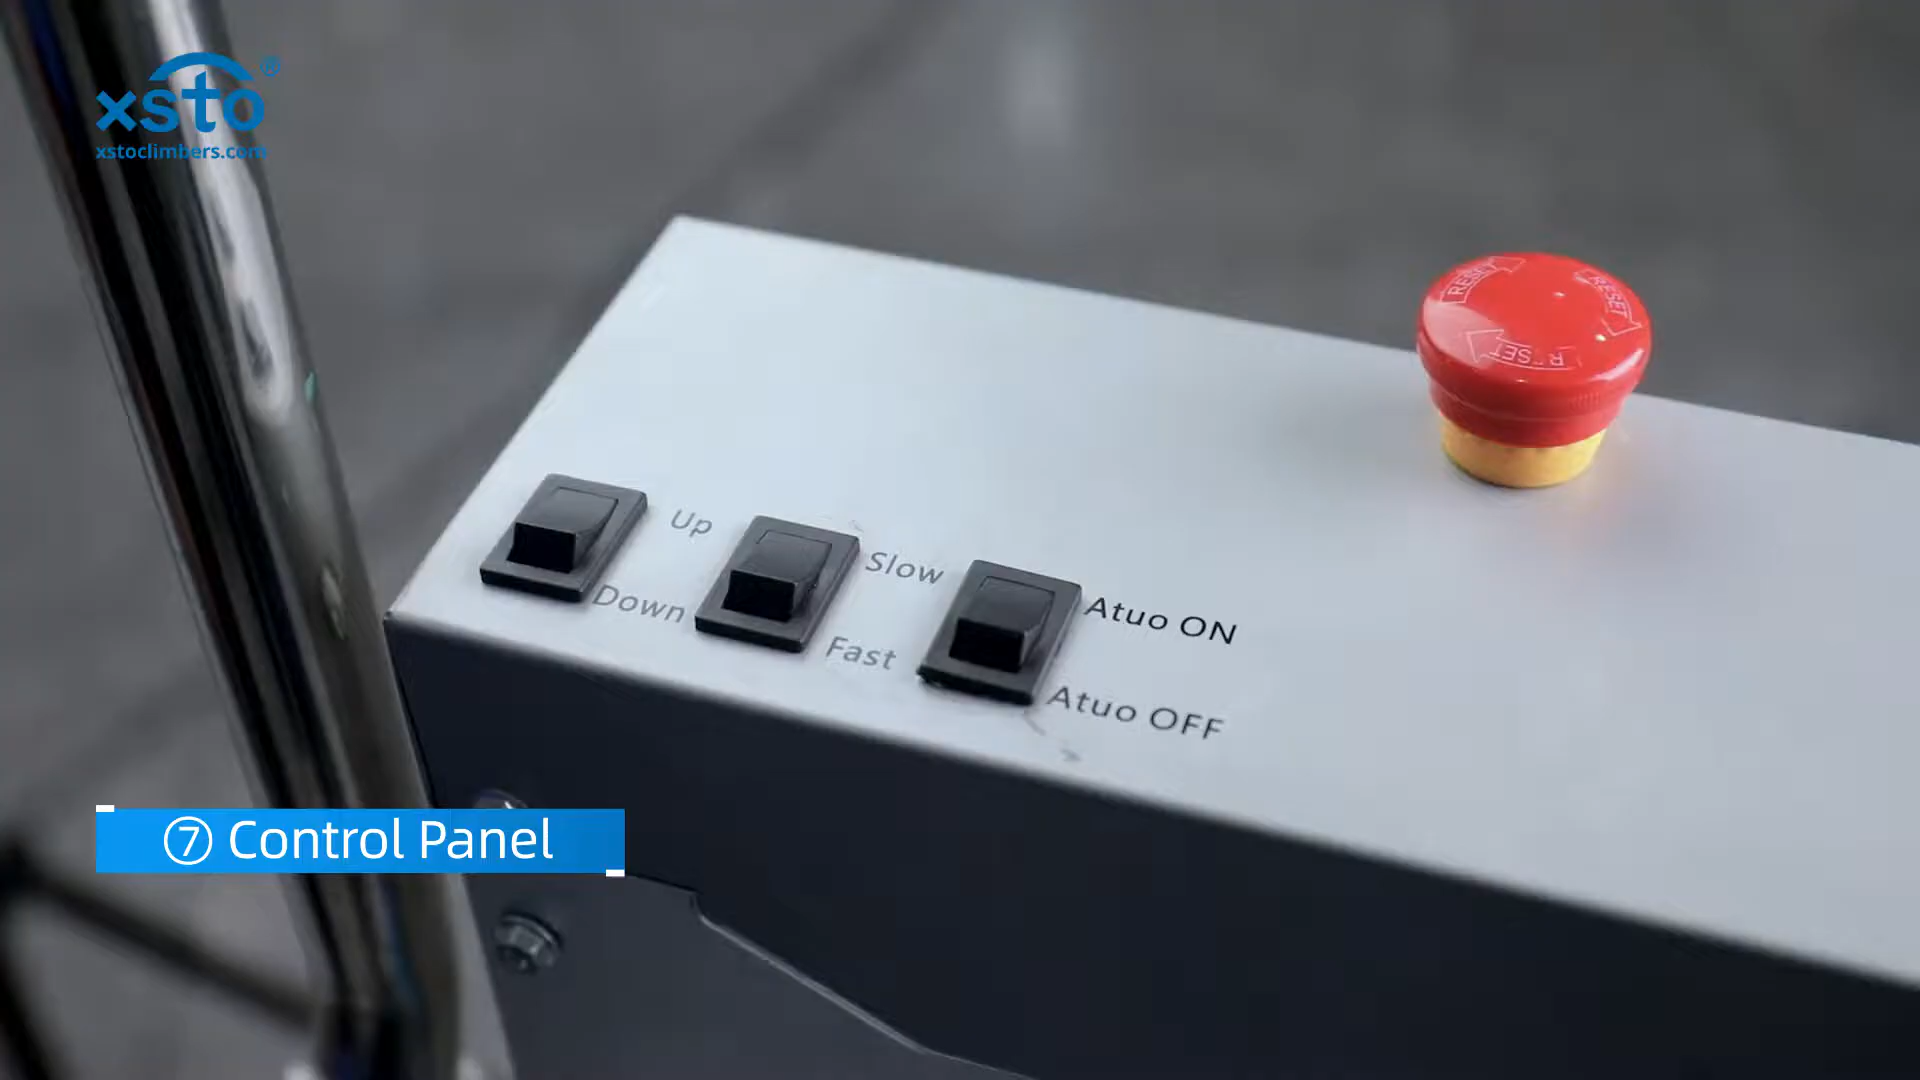 xsto®
xstoclimbers.com
RESET
RESET
RESET
Up
Down
Slow
Fast
Atuo ON
Atuo OFF
⑦ Control Panel